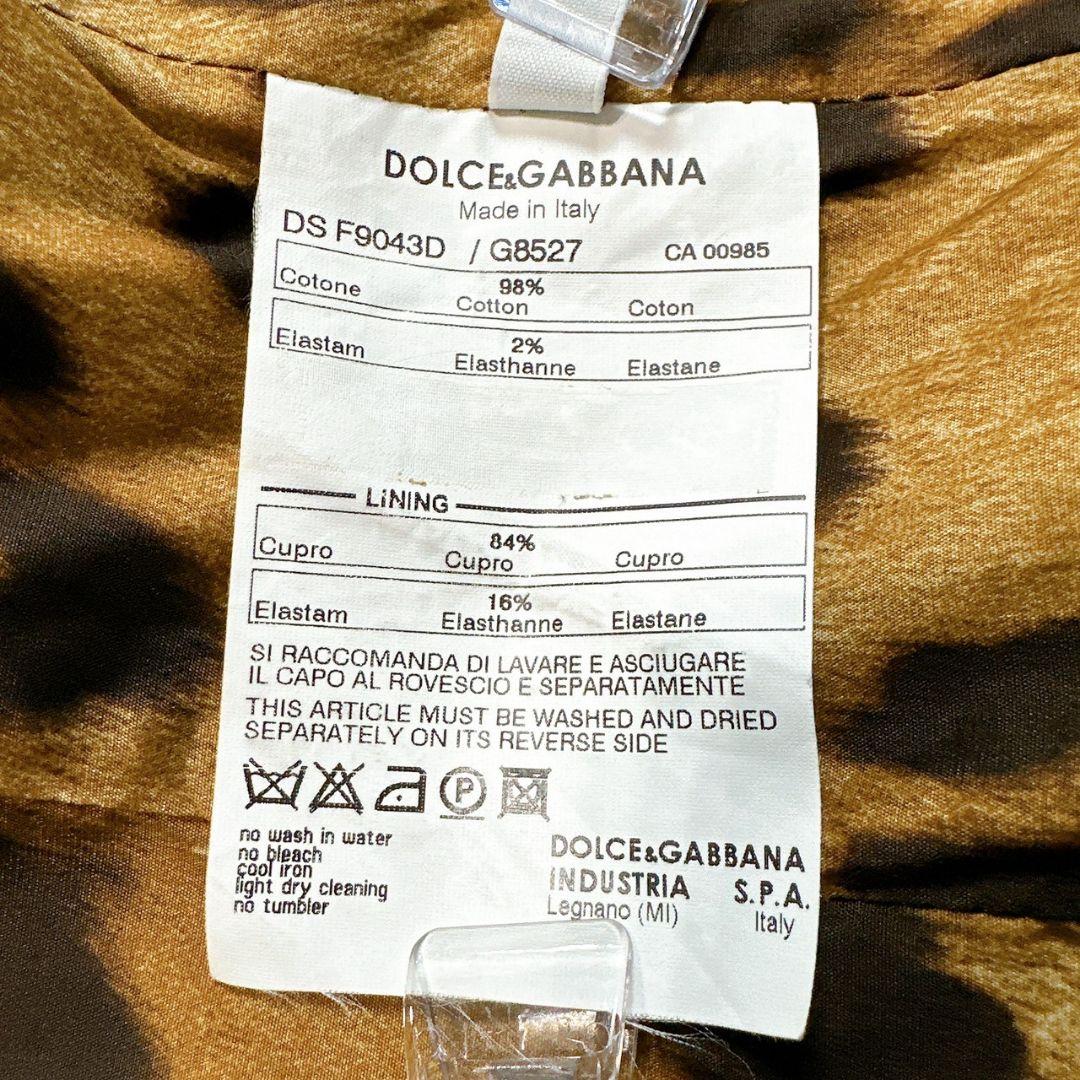 DOLCE&GABBANA
Made in Italy
DS F9043D / G8527 CA 00985
98%
Cotone Cotton Coton
2%
Elastam Elasthanne Elastane
LiNING
84%
Cupro Cupro Cupro
16%
Elastam Elasthanne Elastane
SI RACCOMANDA DI LAVARE E ASCIUGARE
IL CAPO AL ROVESCIO E SEPARATAMENTE
THIS ARTICLE MUST BE WASHED AND DRIED
SEPARATELY ON ITS REVERSE SIDE
P
no wash in water
no bleach
cool iron
light dry cleaning
no tumbler
DOLCE&GABBANA
INDUSTRIA S.P.A.
Legnano (MI) Italy